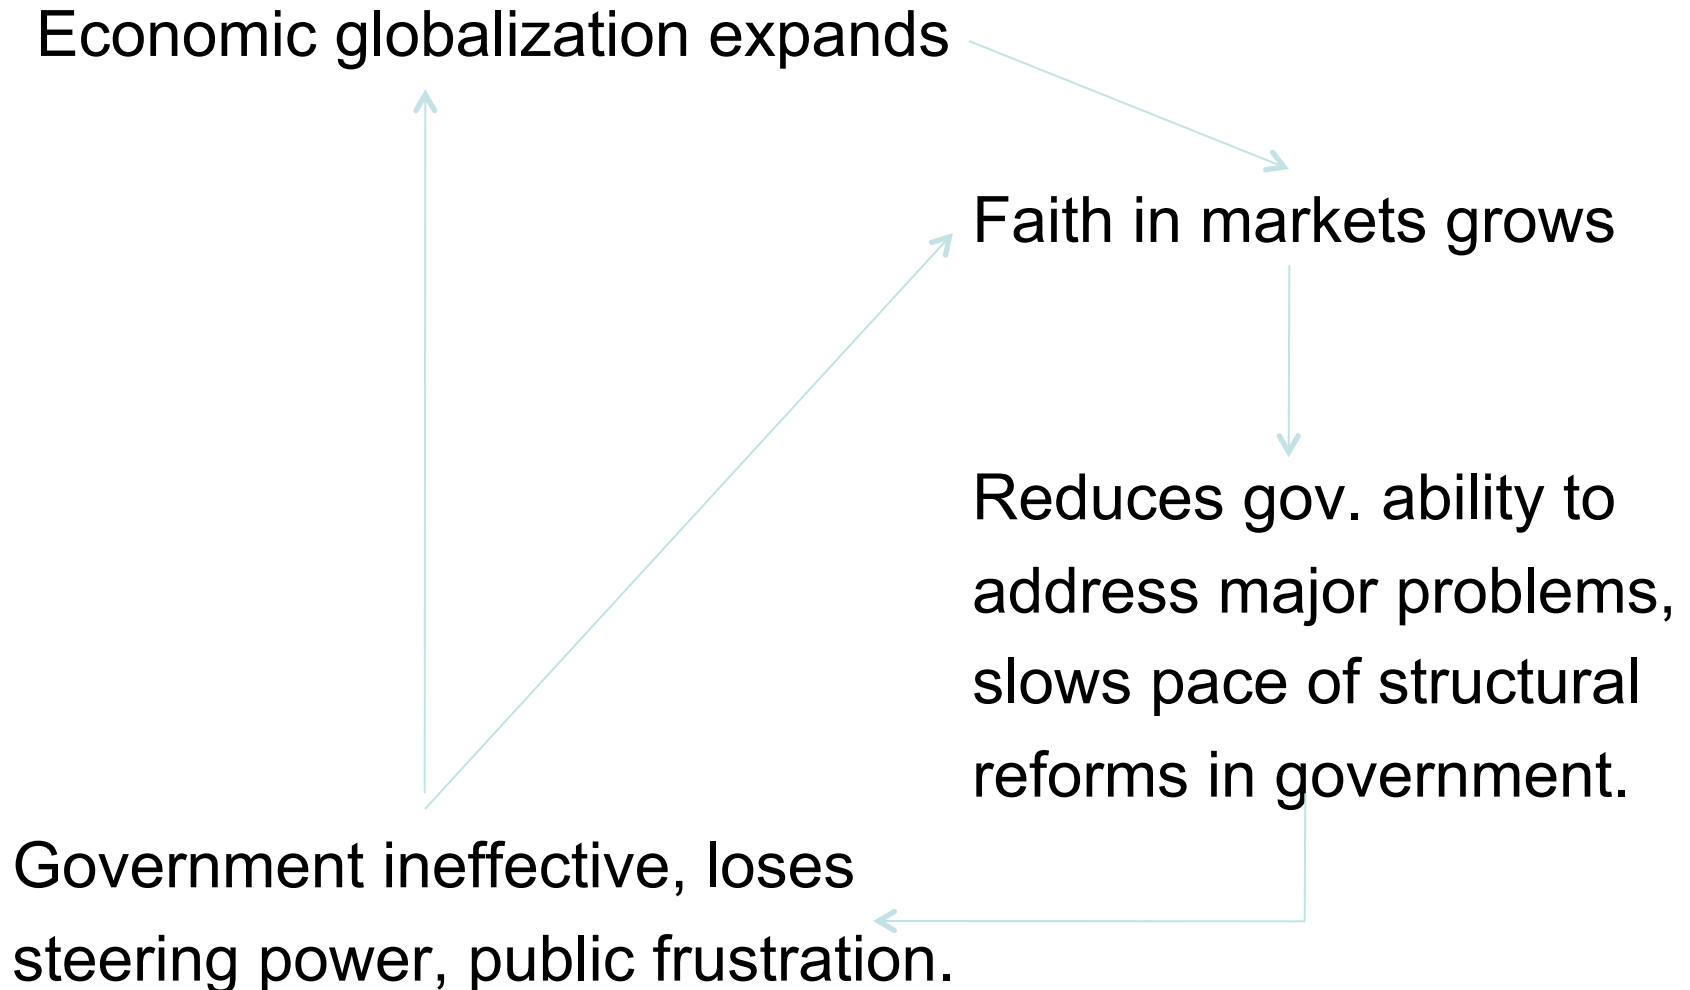 Economic globalization expands
Faith in markets grows
Reduces gov. ability to
address major problems,
slows pace of structural
reforms in government.
Government ineffective, loses
steering power, public frustration.